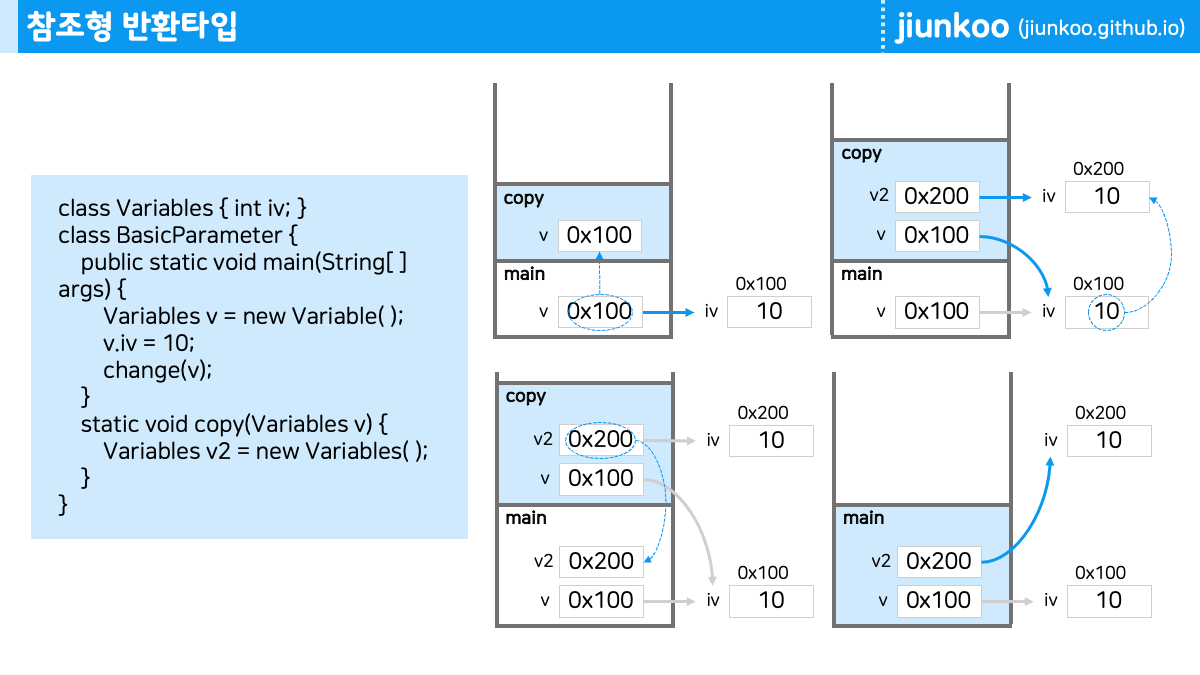 참조형 반환타입
jiunkoo (jiunkoo.github.io)
class Variables { int iv; }
class BasicParameter {
public static void main(String[ ]
args) {
Variables v = new Variable( );
v.iv = 10;
change(v);
}
static void copy(Variables v) {
Variables v2 = new Variables( );
}
}
copy
v 0x100
main
v 0x100
0x100
iv 10
copy
v2 0x200
v 0x100
main
v 0x100
0x200
iv 10
0x100
iv 10
copy
v2 0x200
v 0x100
main
v2 0x200
v 0x100
0x200
iv 10
0x100
iv 10
main
v2 0x200
v 0x100
0x200
iv 10
0x100
iv 10